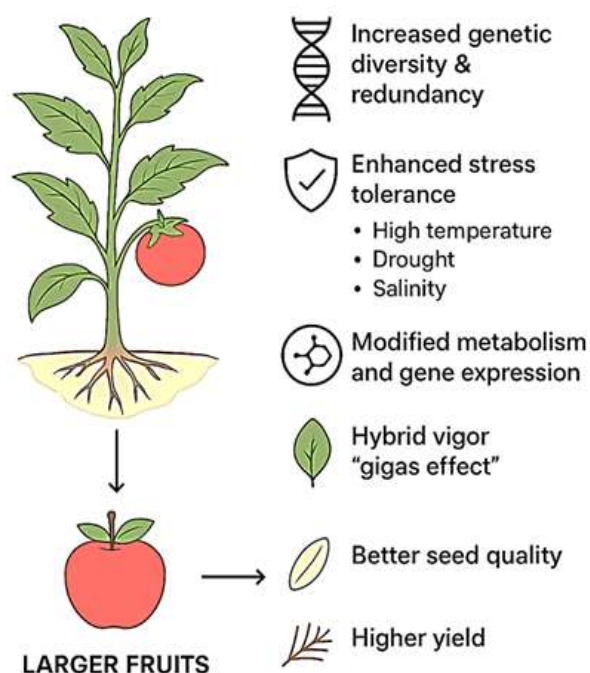 Increased genetic
diversity &
redundancy
Enhanced stress
tolerance
• High temperature
• Drought
• Salinity
Modified metabolism
and gene expression
Hybrid vigor
“gigas effect”
Better seed quality
Higher yield
LARGER FRUITS